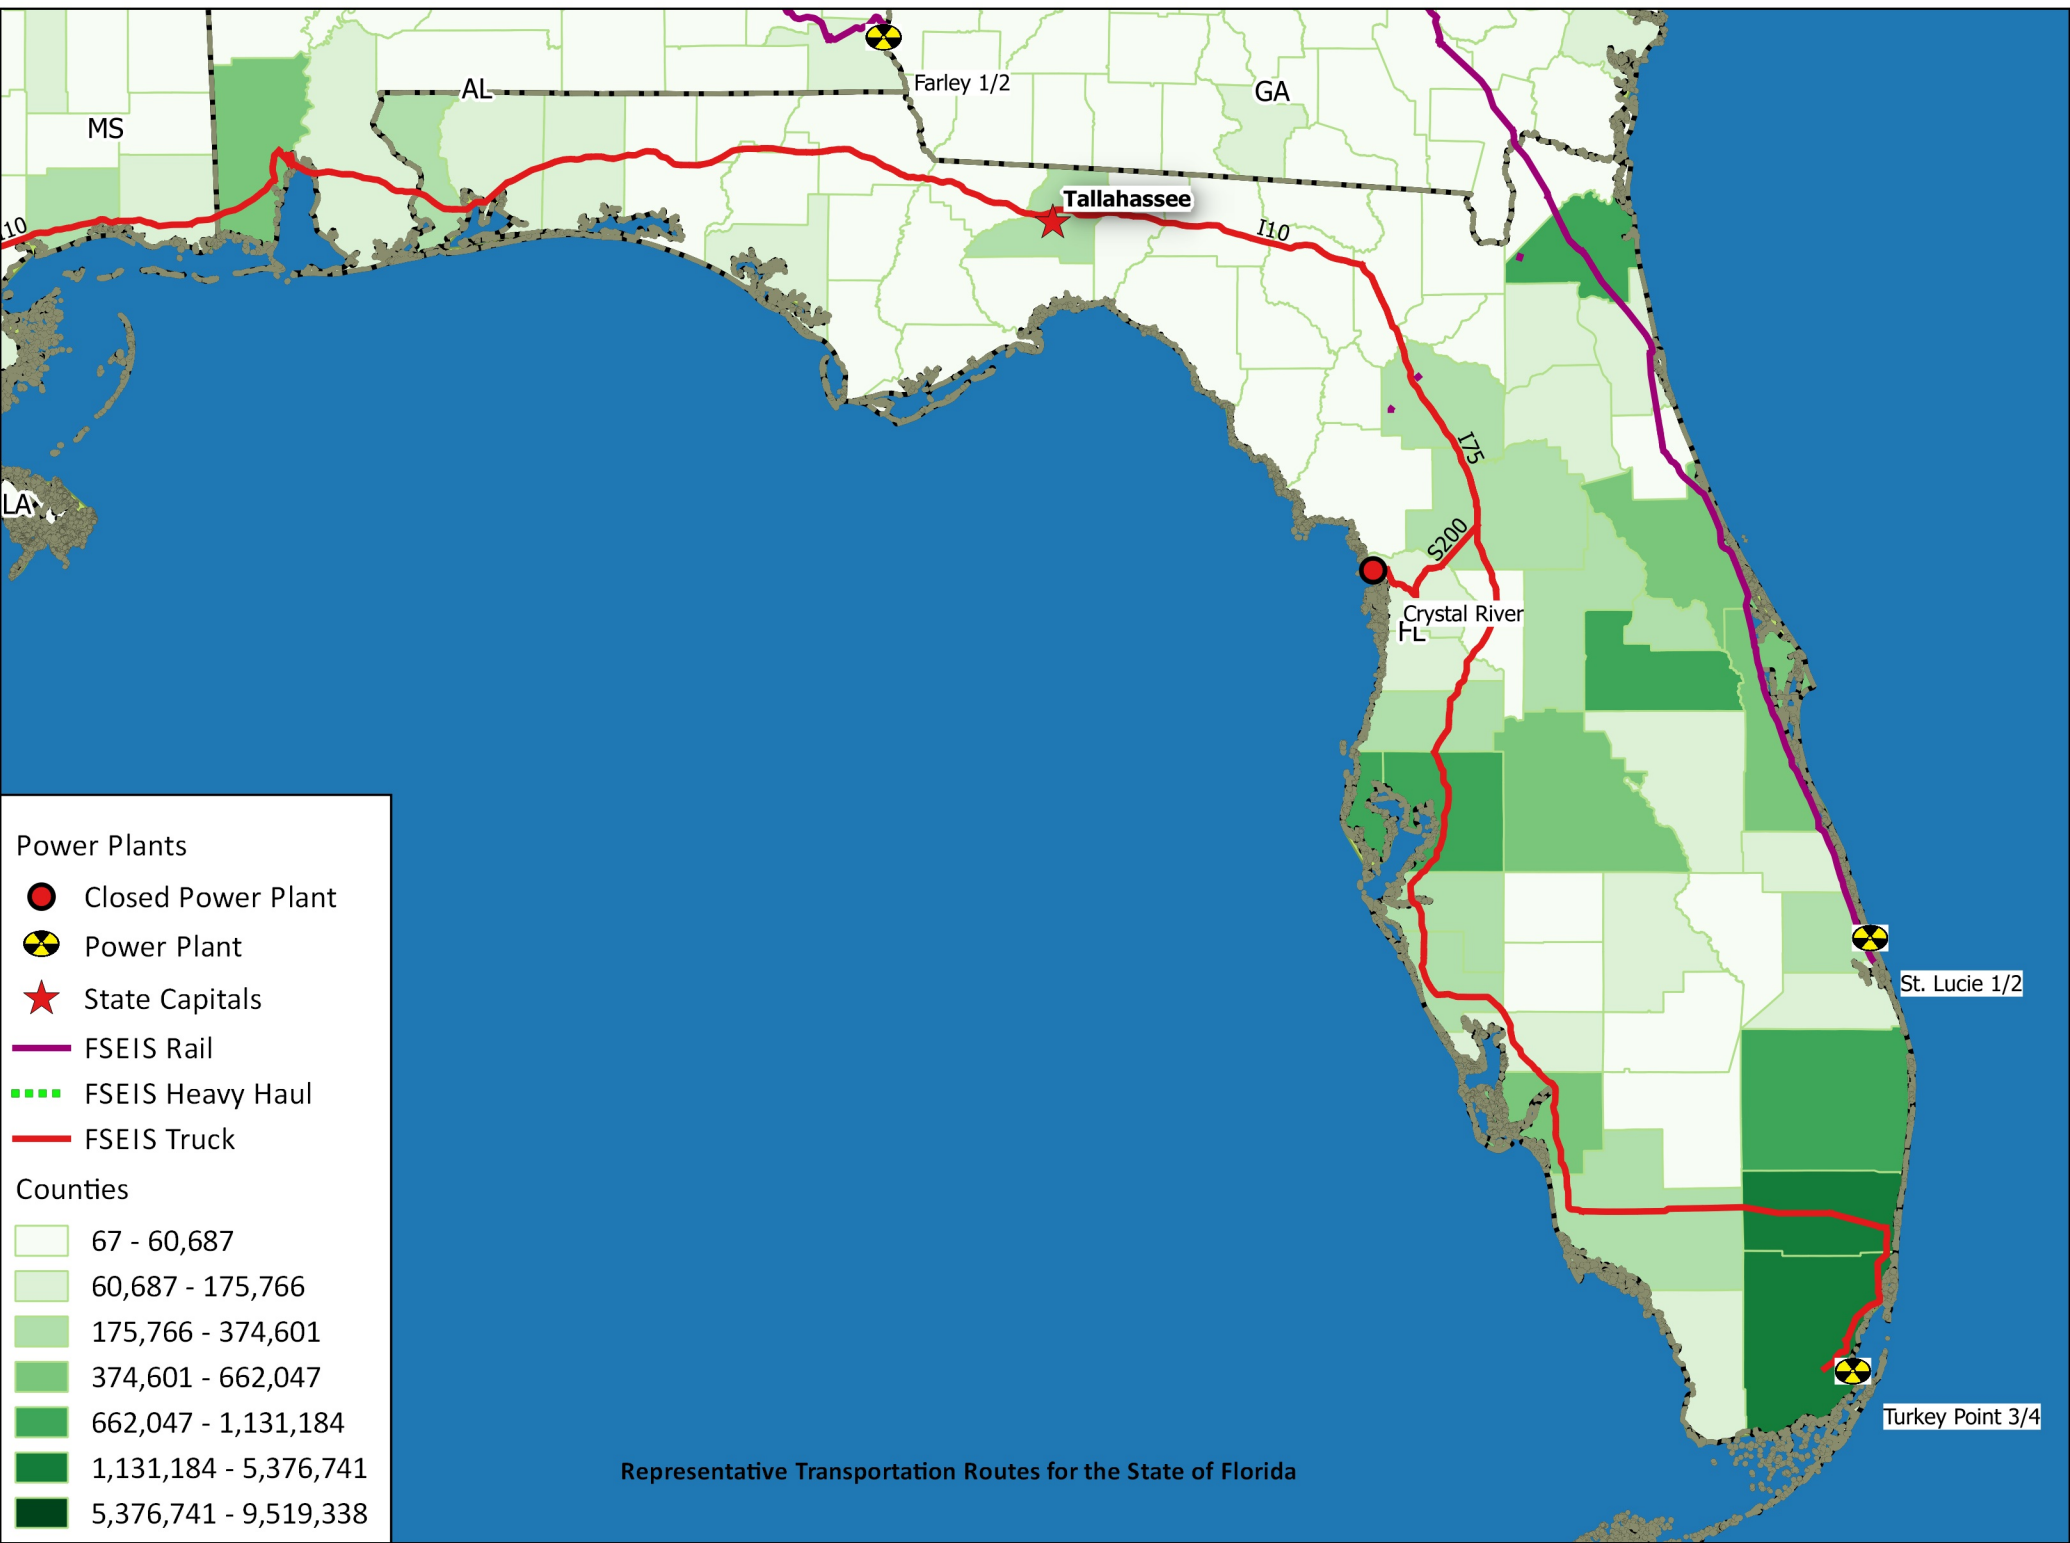 AL
Farley 1/2
GA
MS
Tallahassee
I10
10
I75
LA
S200
Crystal River
FL
St. Lucie 1/2
Turkey Point 3/4
Power Plants
Closed Power Plant
Power Plant
State Capitals
FSEIS Rail
FSEIS Heavy Haul
FSEIS Truck
Counties
67 - 60,687
60,687 - 175,766
175,766 - 374,601
374,601 - 662,047
662,047 - 1,131,184
1,131,184 - 5,376,741
5,376,741 - 9,519,338
Representative Transportation Routes for the State of Florida